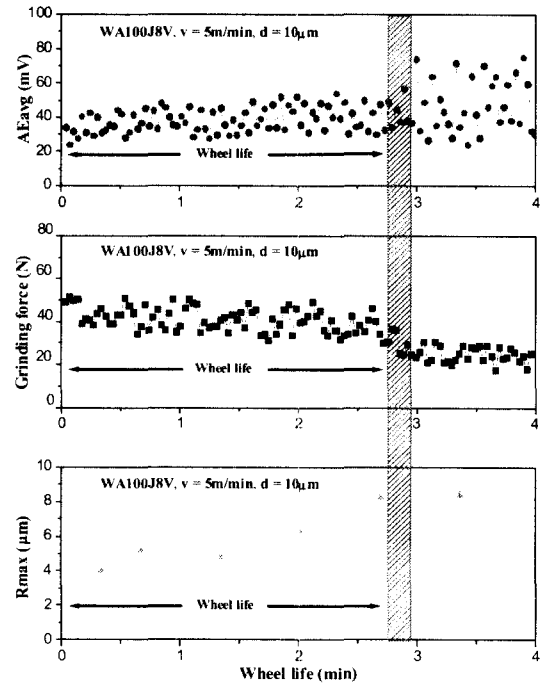 WA100J8V, v = 5m/min, d = 10μm
AEavg (mV)
100
80
60
40
20
0
Wheel life
0 1 2 3 4
WA100J8V, v = 5m/min, d = 10μm
Grinding force (N)
80
60
40
20
0
Wheel life
0 1 2 3 4
WA100J8V, v = 5m/min, d = 10μm
Rmax (μm)
10
8
6
4
2
0
Wheel life
0 1 2 3 4
Wheel life (min)